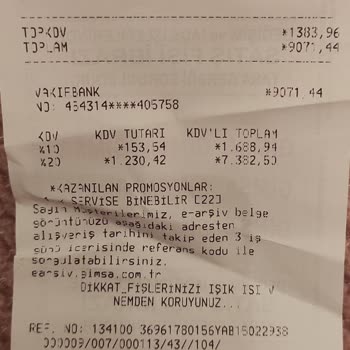 TOPKDV *1383,96
TOPLAM *9071,44
VAKIFBANK *9071,44
NO: 454314****405758
KDV KDV TUTARI KDV'Lİ TOPLAM
%10 *153,54 *1.688,94
%20 *1.230,42 *7.382,50
*KAZANILAN PROMOSYONLAR:
SERVİSE BİNEBİLİR [22]
Sayın müşterilerimiz, e-arşiv belge
görüntünüzü aşağıdaki adresten
alışveriş tarihini takip eden 3 iş
günü içerisinde referans kodu ile
sorgulatabilirsiniz.
earsiv.gimsa.com.tr
DİKKAT FİŞLERİNİZİ IŞIK ISI V
NEMDEN KORUYUNUZ...
REF. NO: 134100 36961780156YAB15022938
000009/007/000113/43//104/